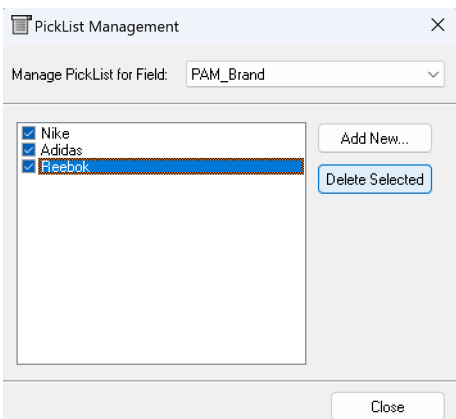 PickList Management
Manage PickList for Field: PAM_Brand
Nike
Adidas
Reebok
Add New...
Delete Selected
Close